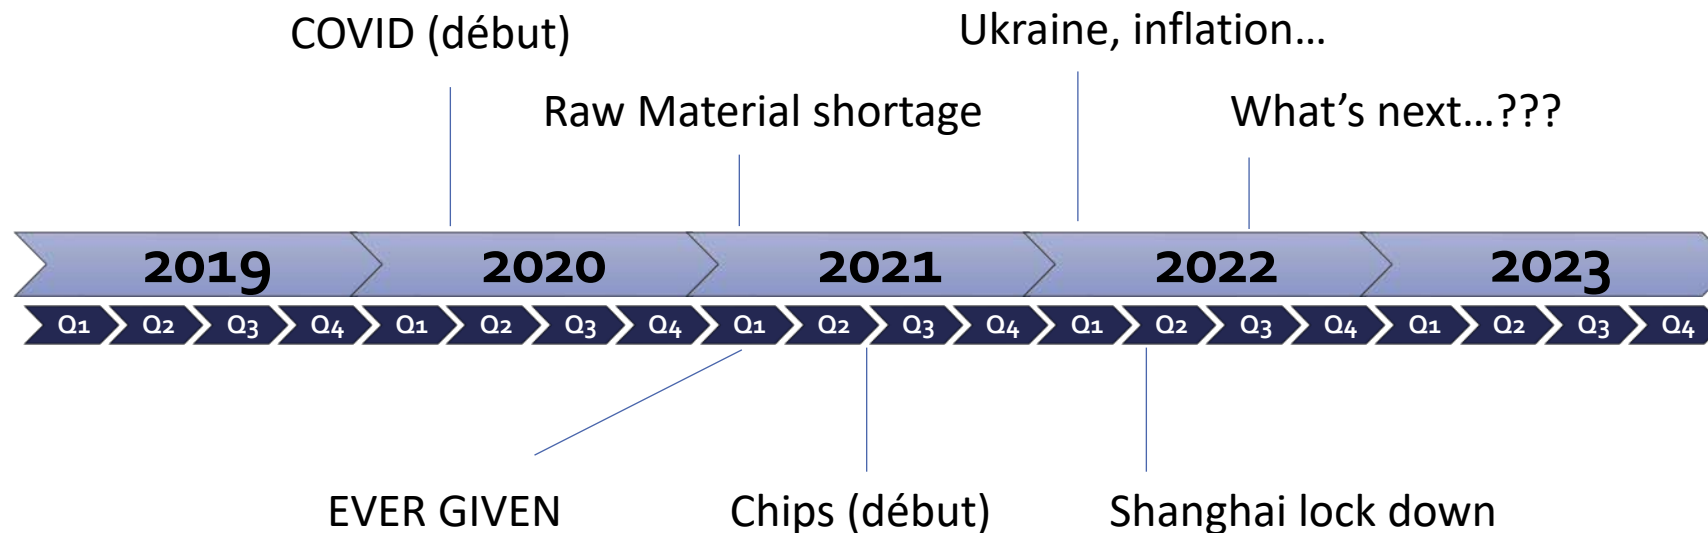 COVID (début)
Ukraine, inflation…
Raw Material shortage
What’s next…???
2019
2020
2021
2022
2023
Q1 Q2 Q3 Q4 Q1 Q2 Q3 Q4 Q1 Q2 Q3 Q4 Q1 Q2 Q3 Q4 Q1 Q2 Q3 Q4
EVER GIVEN
Chips (début)
Shanghai lock down